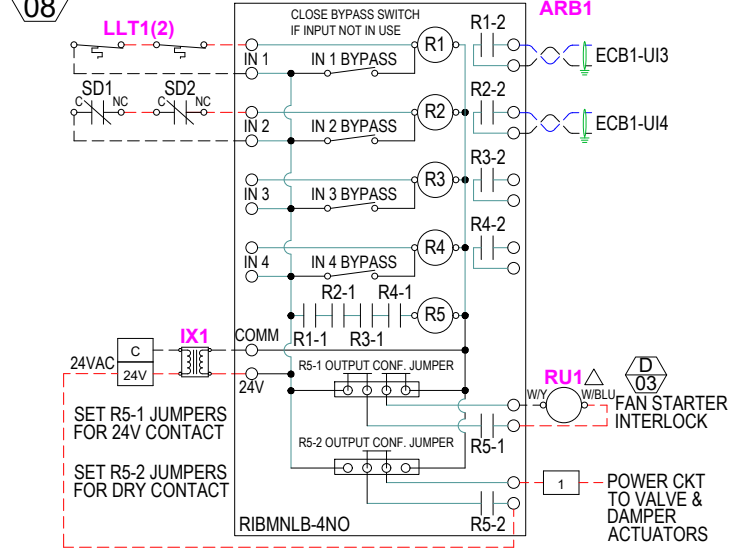 08
LLT1(2)
CLOSE BYPASS SWITCH
IF INPUT NOT IN USE
ARB1
R1
R1-2
IN 1
IN 1 BYPASS
ECB1-UI3
SD1
SD2
C
NC
C
NC
R2
R2-2
IN 2
IN 2 BYPASS
ECB1-UI4
R3
R3-2
IN 3
IN 3 BYPASS
R4
R4-2
IN 4
IN 4 BYPASS
R2-1
R4-1
R5
R1-1
R3-1
IX1
COMM
24VAC
C
24V
24V
R5-1 OUTPUT CONF. JUMPER
RU1
D
03
W/Y
W/BLU
FAN STARTER
INTERLOCK
R5-1
SET R5-1 JUMPERS
FOR 24V CONTACT
R5-2 OUTPUT CONF. JUMPER
SET R5-2 JUMPERS
FOR DRY CONTACT
1
POWER CKT
TO VALVE &
DAMPER
ACTUATORS
RIBMNLB-4NO
R5-2